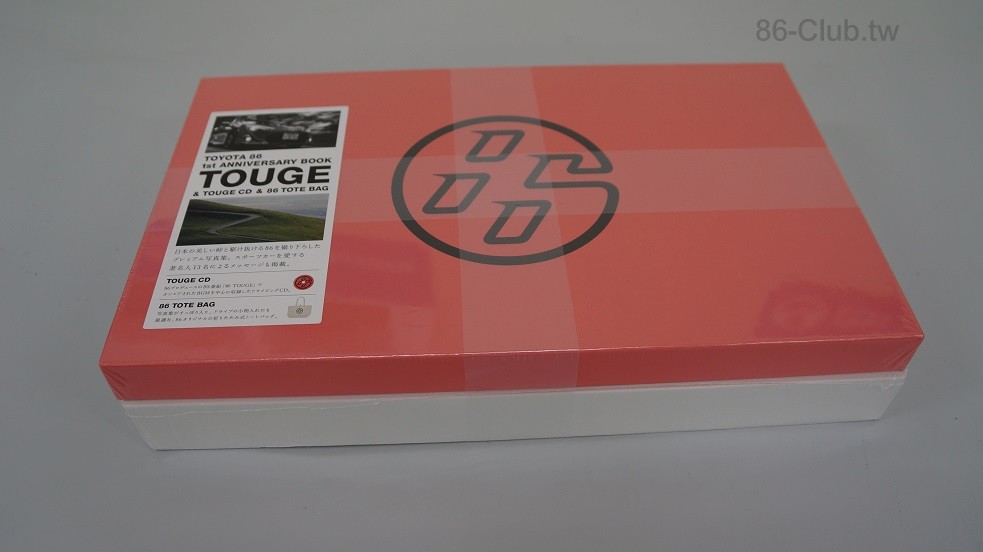 86-Club.tw
86
TOYOTA 86
1st ANNIVERSARY BOOK
TOUGE
& TOUGE CD & 86 TOTE BAG
日本の美しい峠と駆け抜ける86を撮り下ろした
プレミアム写真集。スポーツカーを愛する
著名人13名によるメッセージも掲載。
TOUGE CD
86 TOTE BAG